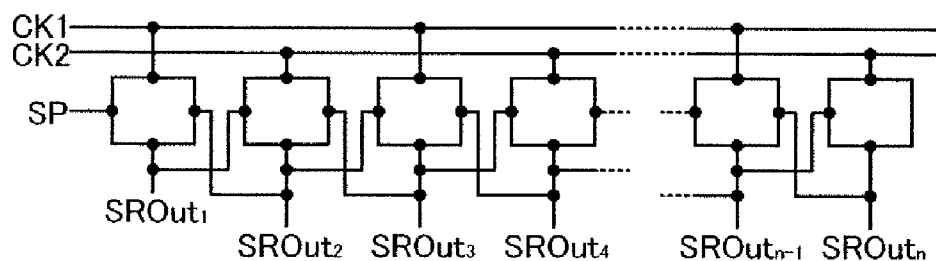 CK1
CK2
SP
SROut₁
SROut₂ SROut₃ SROut₄ SROutₙ₋₁ SROutₙ